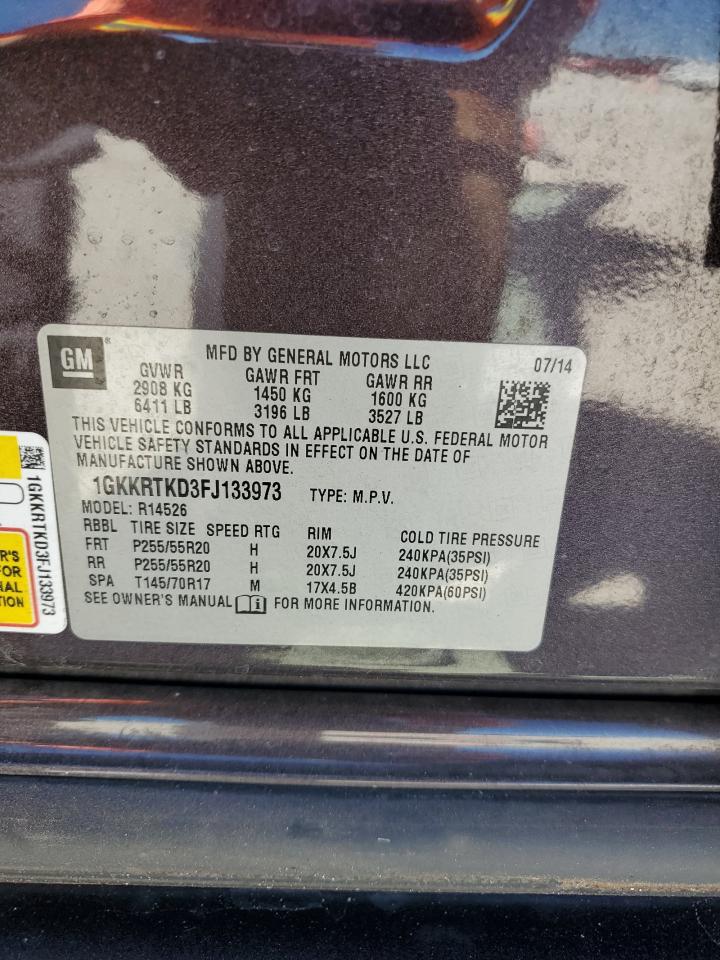 GM ®
MFD BY GENERAL MOTORS LLC 07/14
GVWR GAWR FRT GAWR RR
2908 KG 1450 KG 1600 KG
6411 LB 3196 LB 3527 LB
THIS VEHICLE CONFORMS TO ALL APPLICABLE U.S. FEDERAL MOTOR
VEHICLE SAFETY STANDARDS IN EFFECT ON THE DATE OF
MANUFACTURE SHOWN ABOVE.
1GKKRTKD3FJ133973 TYPE: M.P.V.
MODEL: R14526
RBBL TIRE SIZE SPEED RTG RIM COLD TIRE PRESSURE
FRT P255/55R20 H 20X7.5J 240KPA(35PSI)
RR P255/55R20 H 20X7.5J 240KPA(35PSI)
SPA T145/70R17 M 17X4.5B 420KPA(60PSI)
SEE OWNER'S MANUAL FOR MORE INFORMATION.
1GKKRTKD3FJ133973
R'S
FOR
NAL
TION